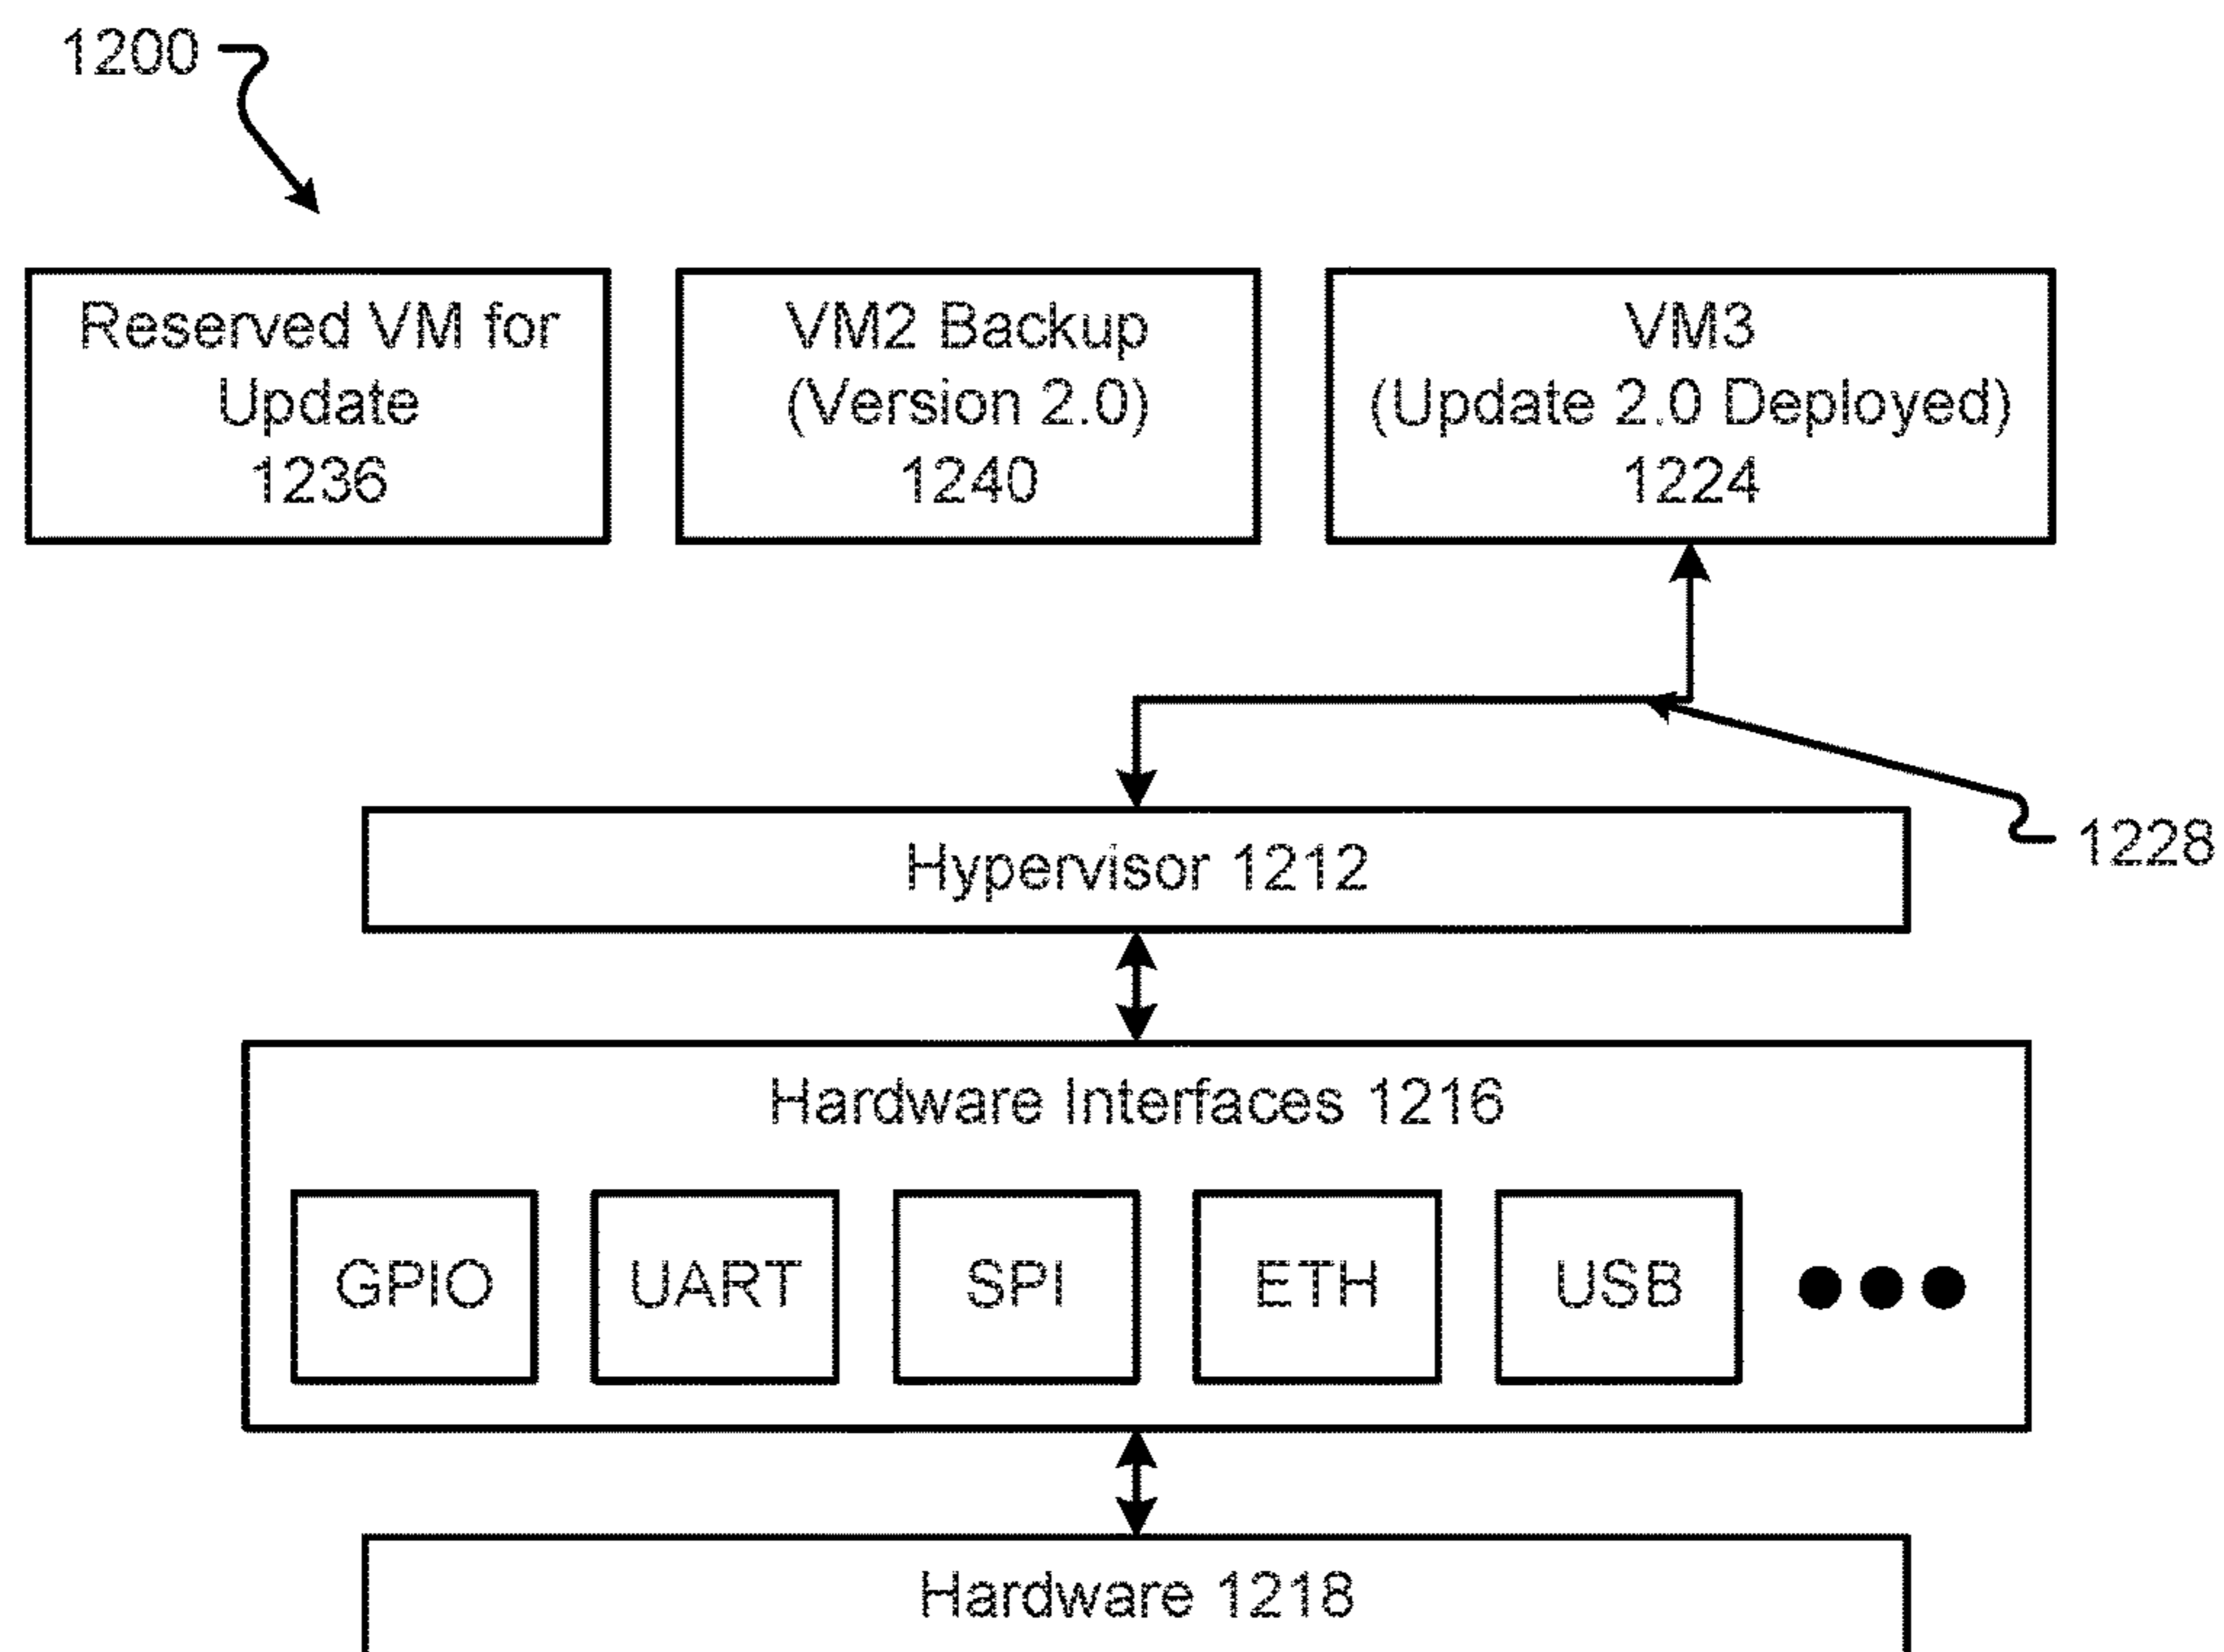 1200
Reserved VM for
Update
1236
VM2 Backup
(Version 2.0)
1240
VM3
(Update 2.0 Deployed)
1224
1228
Hypervisor 1212
Hardware Interfaces 1216
GPIO
UART
SPI
ETH
USB
Hardware 1218